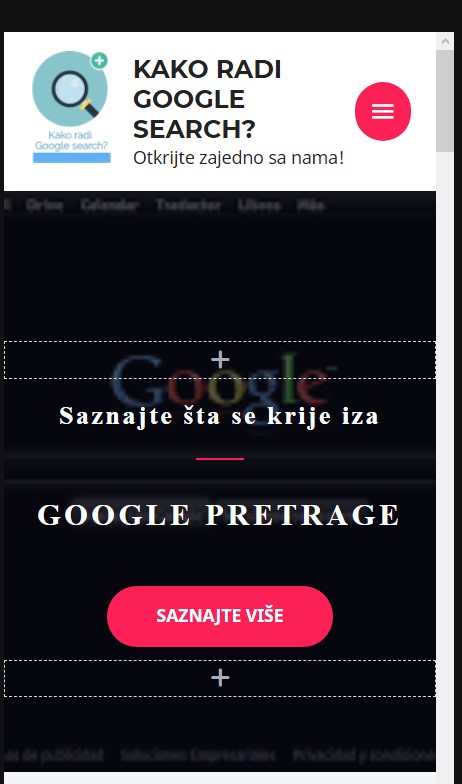 KAKO RADI
GOOGLE
SEARCH?
Otkrijte zajedno sa nama!
Kako radi
Google search?
Drive Calendar Traductor Libros Más
Google
Saznajte šta se krije iza
GOOGLE PRETRAGE
SAZNAJTE VIŠE
de publicidad Soluciones Empresariales Privacidad y condiciones